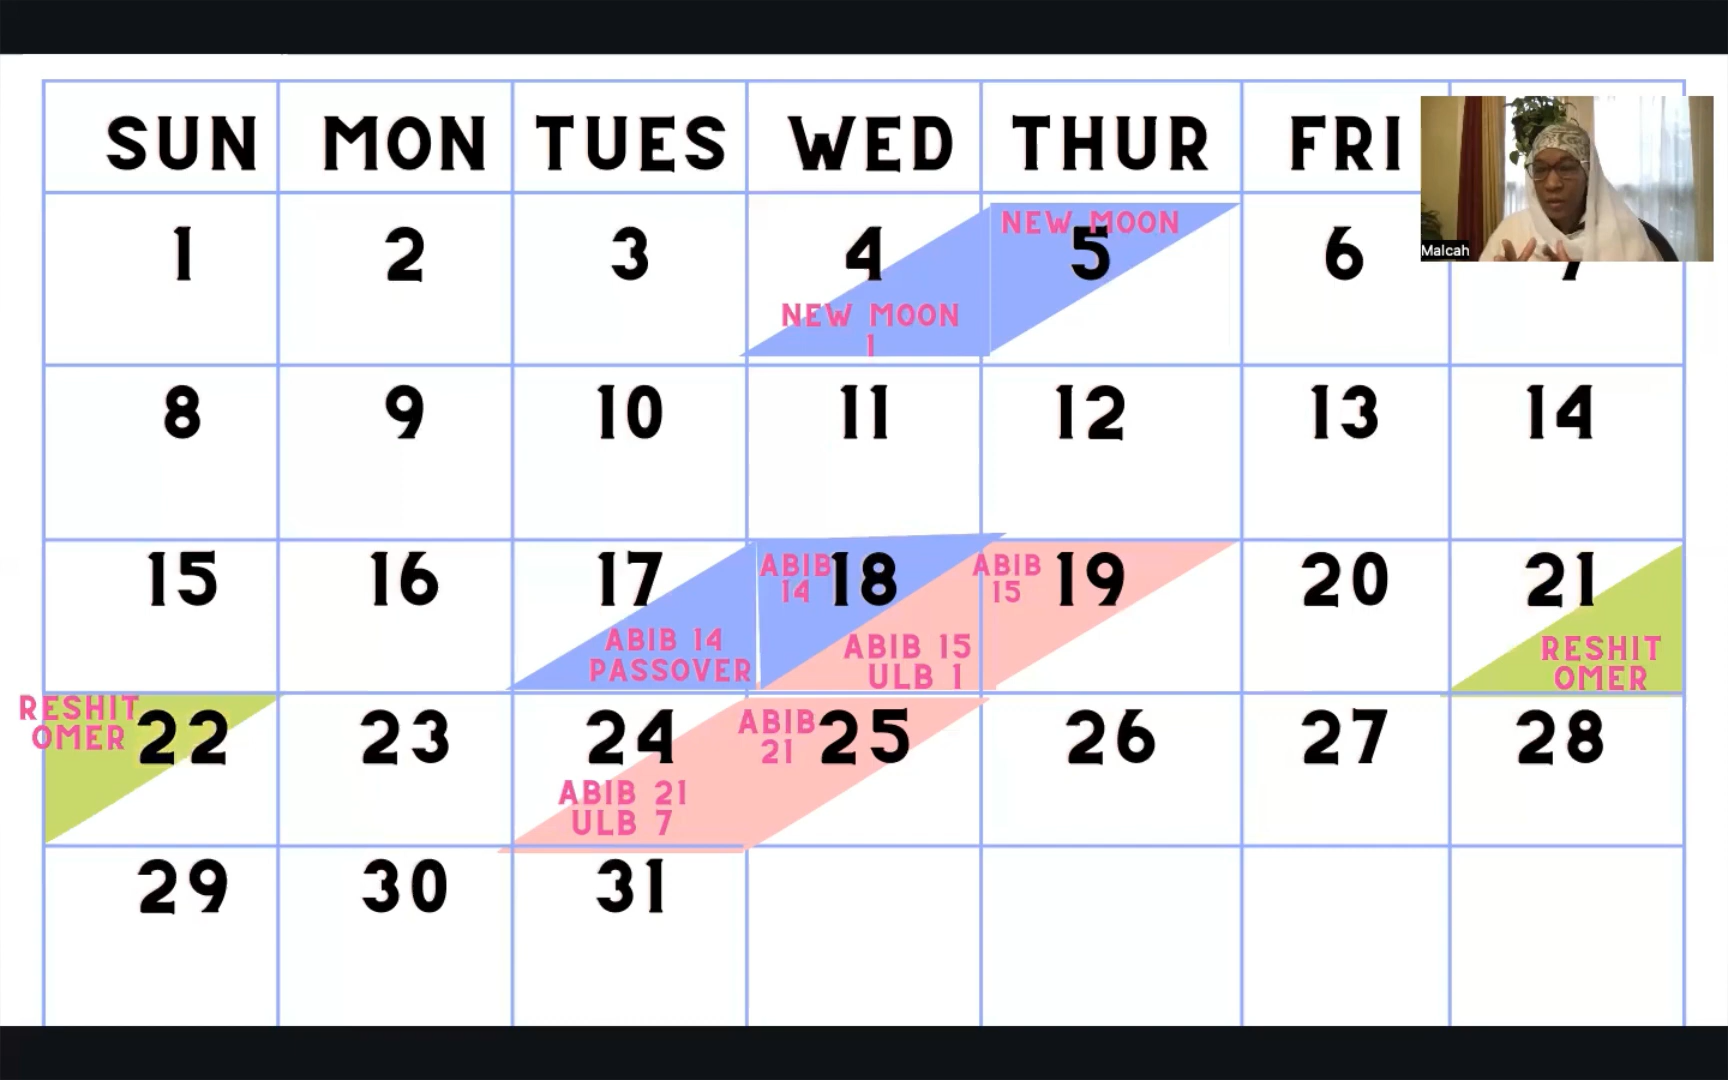 SUN MON TUES WED THUR FRI
Malcah
1 2 3 4 5 6 7
NEW MOON
NEW MOON
1
8 9 10 11 12 13 14
15 16 17 18 19 20 21
ABIB
14
ABIB
15
ABIB 14
PASSOVER
ABIB 15
ULB 1
RESHIT
OMER
RESHIT
OMER
22 23 24 25 26 27 28
ABIB
21
ABIB 21
ULB 7
29 30 31